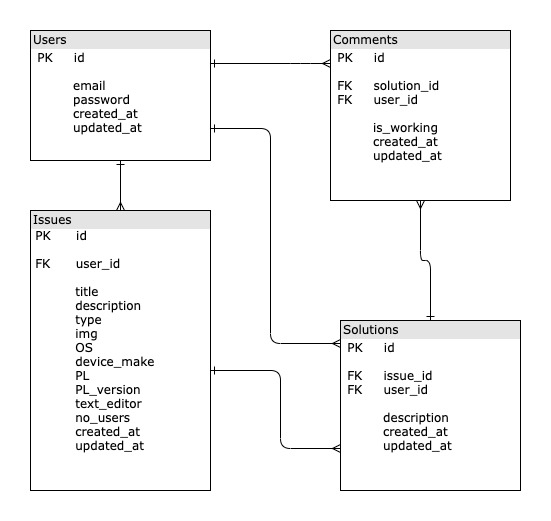 Users
PK id
email
password
created_at
updated_at
Comments
PK id
FK solution_id
FK user_id
is_working
created_at
updated_at
Issues
PK id
FK user_id
title
description
type
img
OS
device_make
PL
PL_version
text_editor
no_users
created_at
updated_at
Solutions
PK id
FK issue_id
FK user_id
description
created_at
updated_at